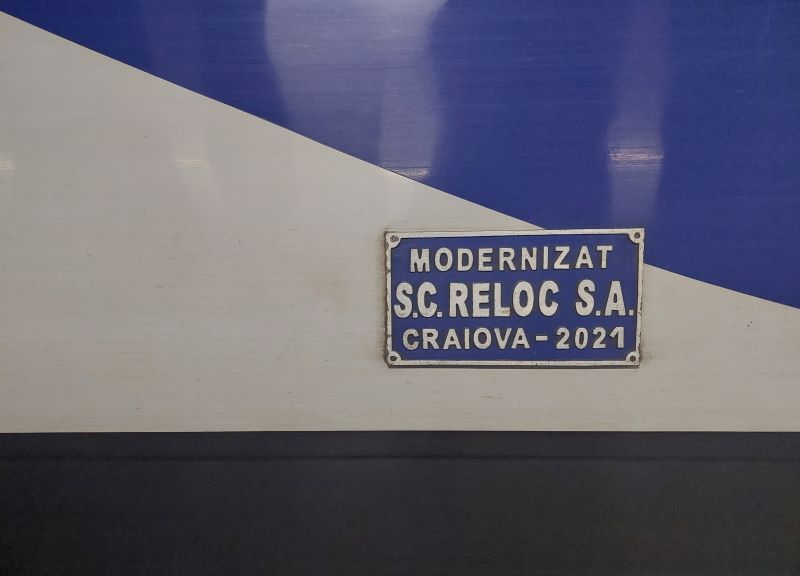 MODERNIZAT
S.C. RELOC S.A.
CRAIOVA-2021